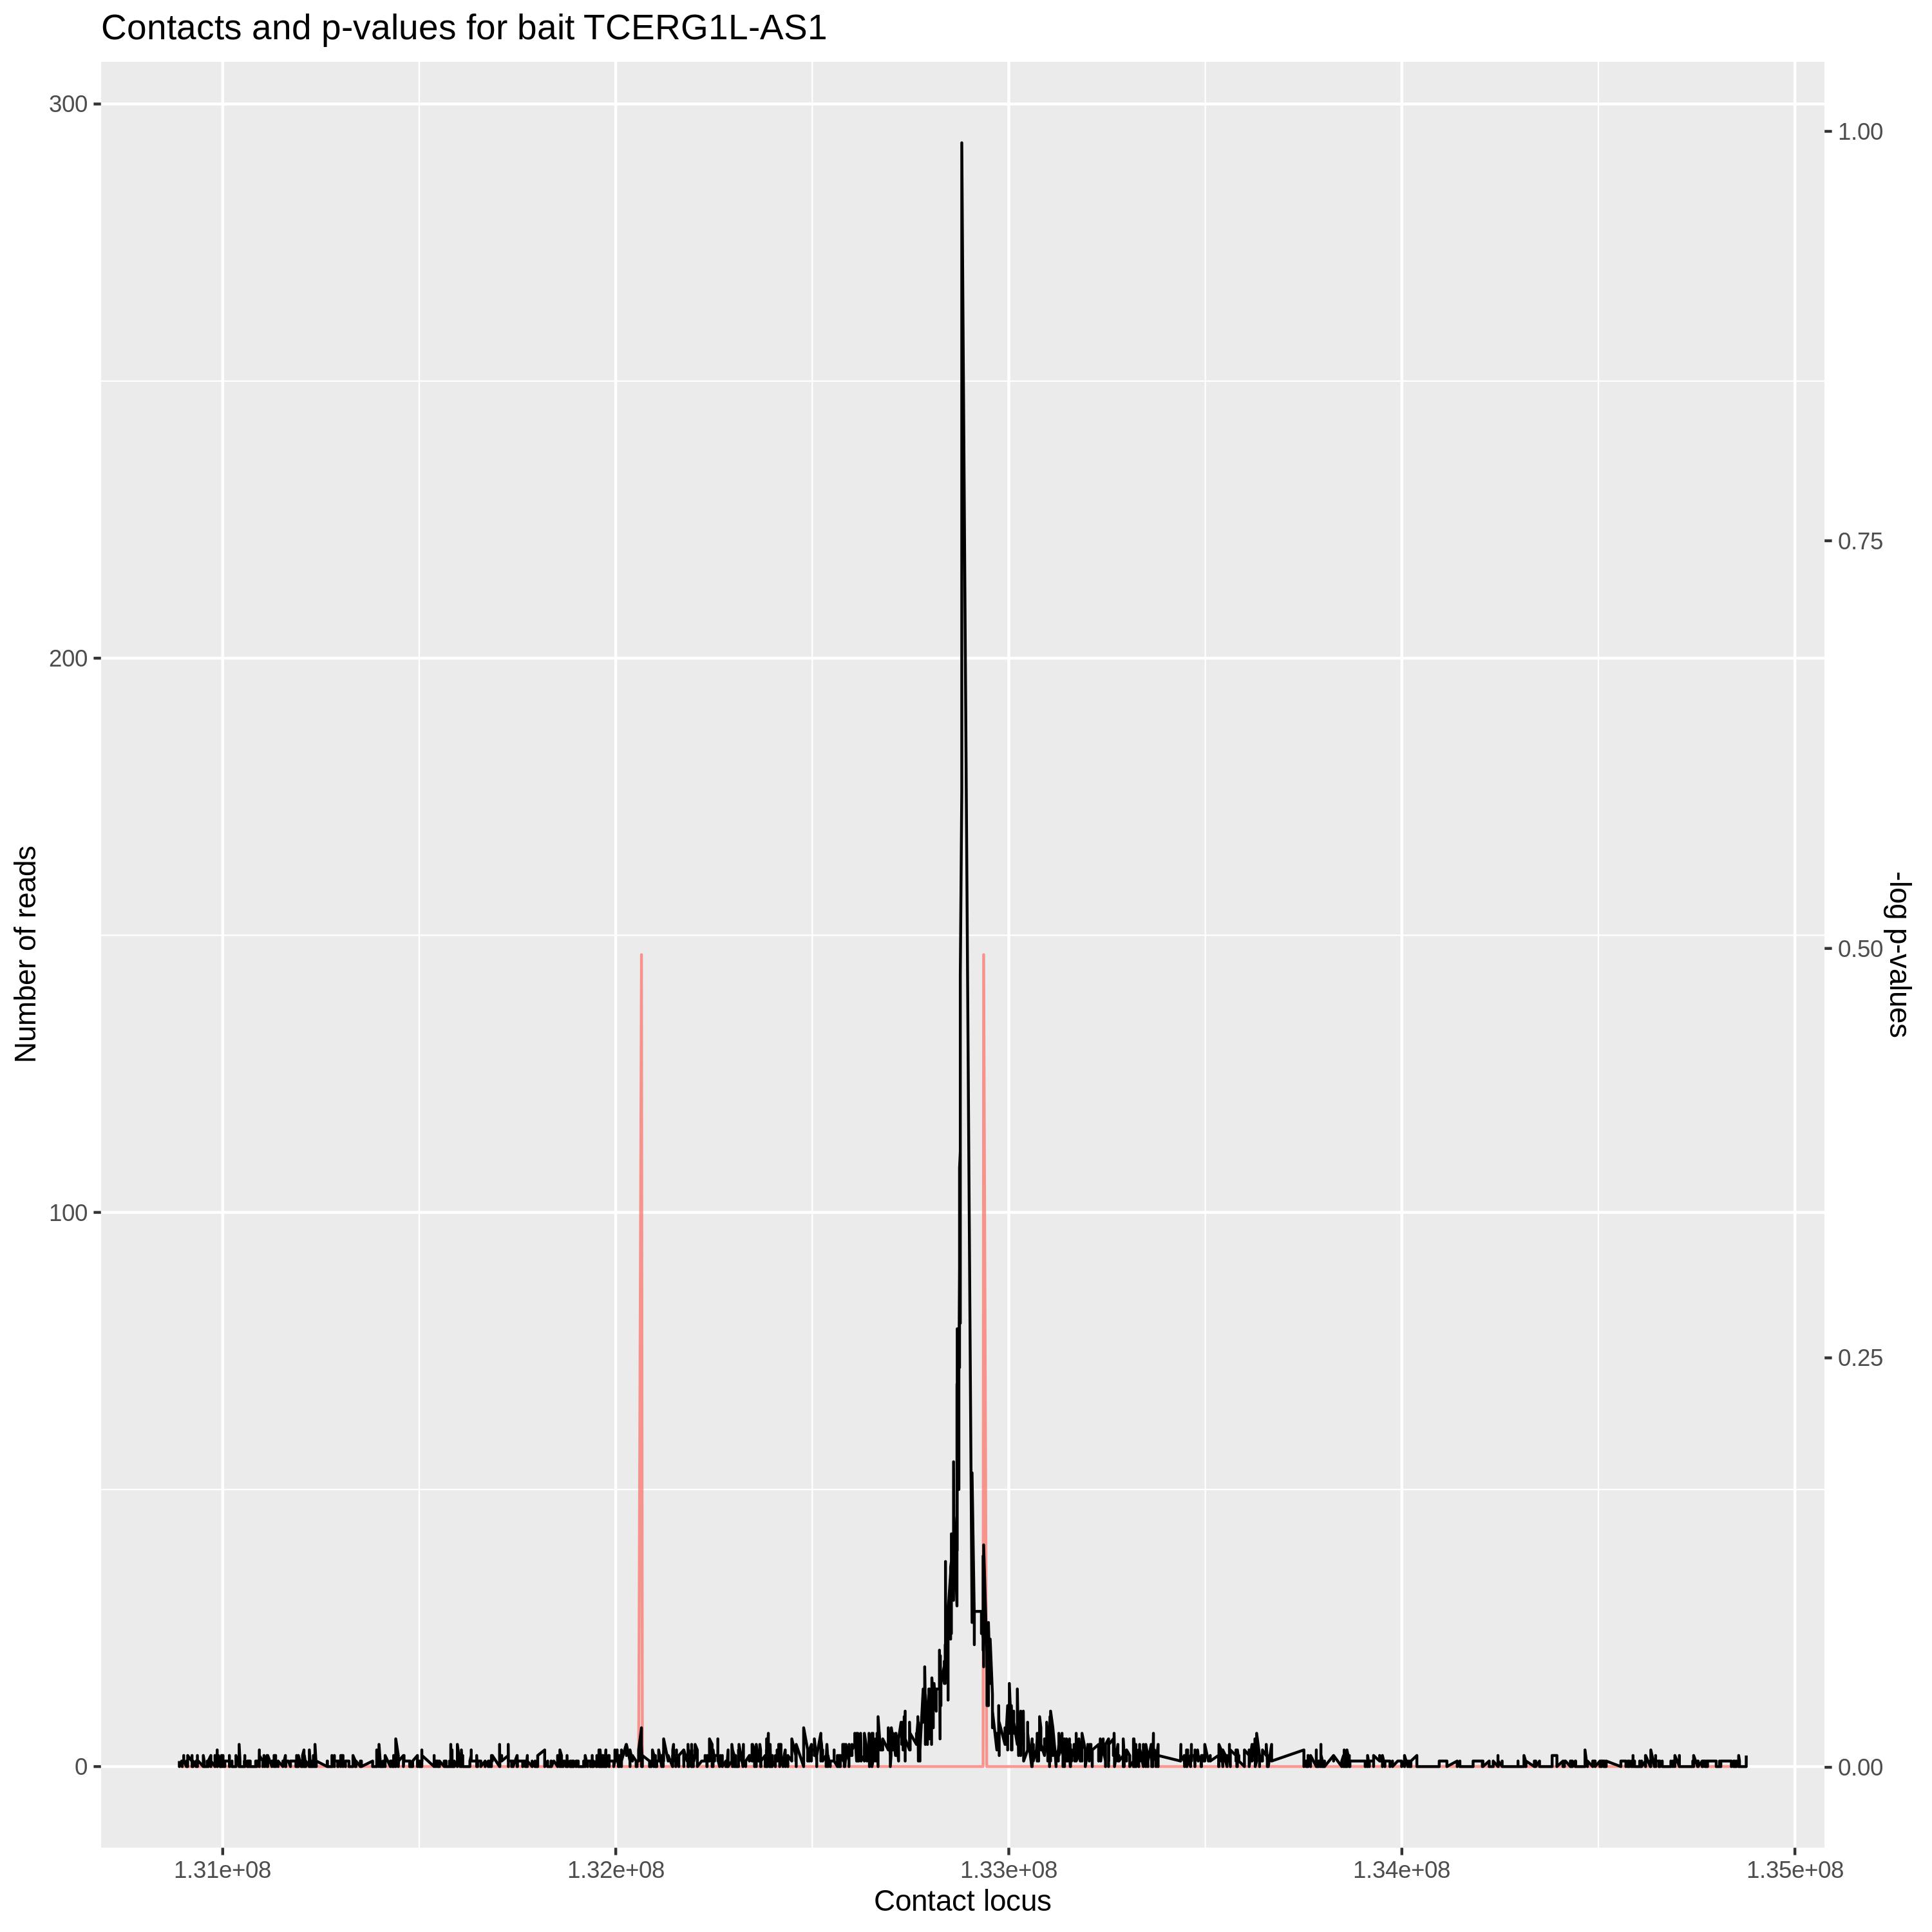 Contacts and p-values for bait TCERG1L-AS1
300
200
100
0
Number of reads
1.00
0.75
0.50
0.25
0.00
-log p-values
1.31e+08
1.32e+08
1.33e+08
1.34e+08
1.35e+08
Contact locus